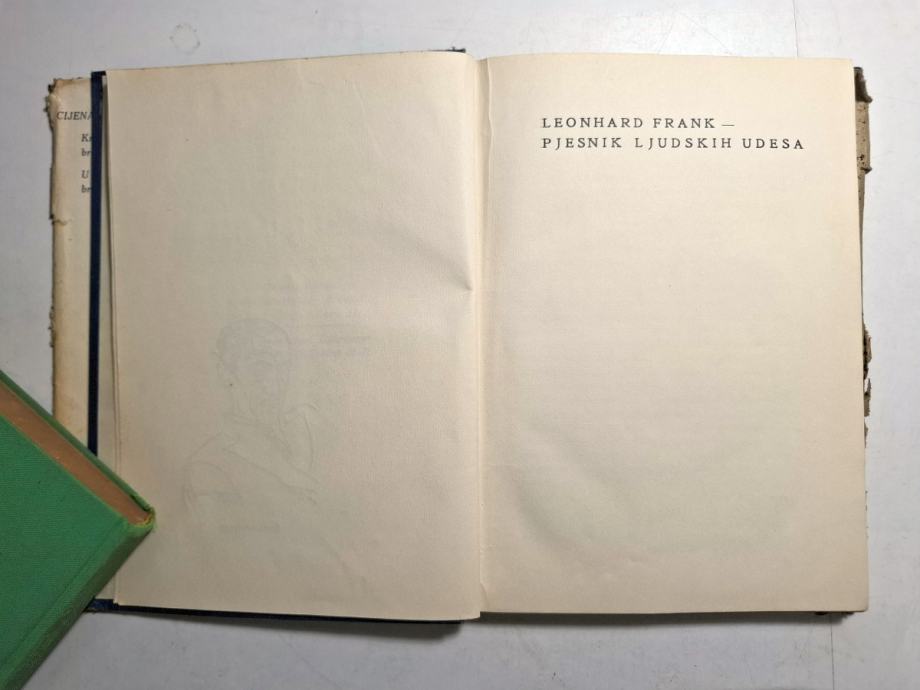 CIJENA
U
LEONHARD FRANK —
PJESNIK LJUDSKIH UDESA